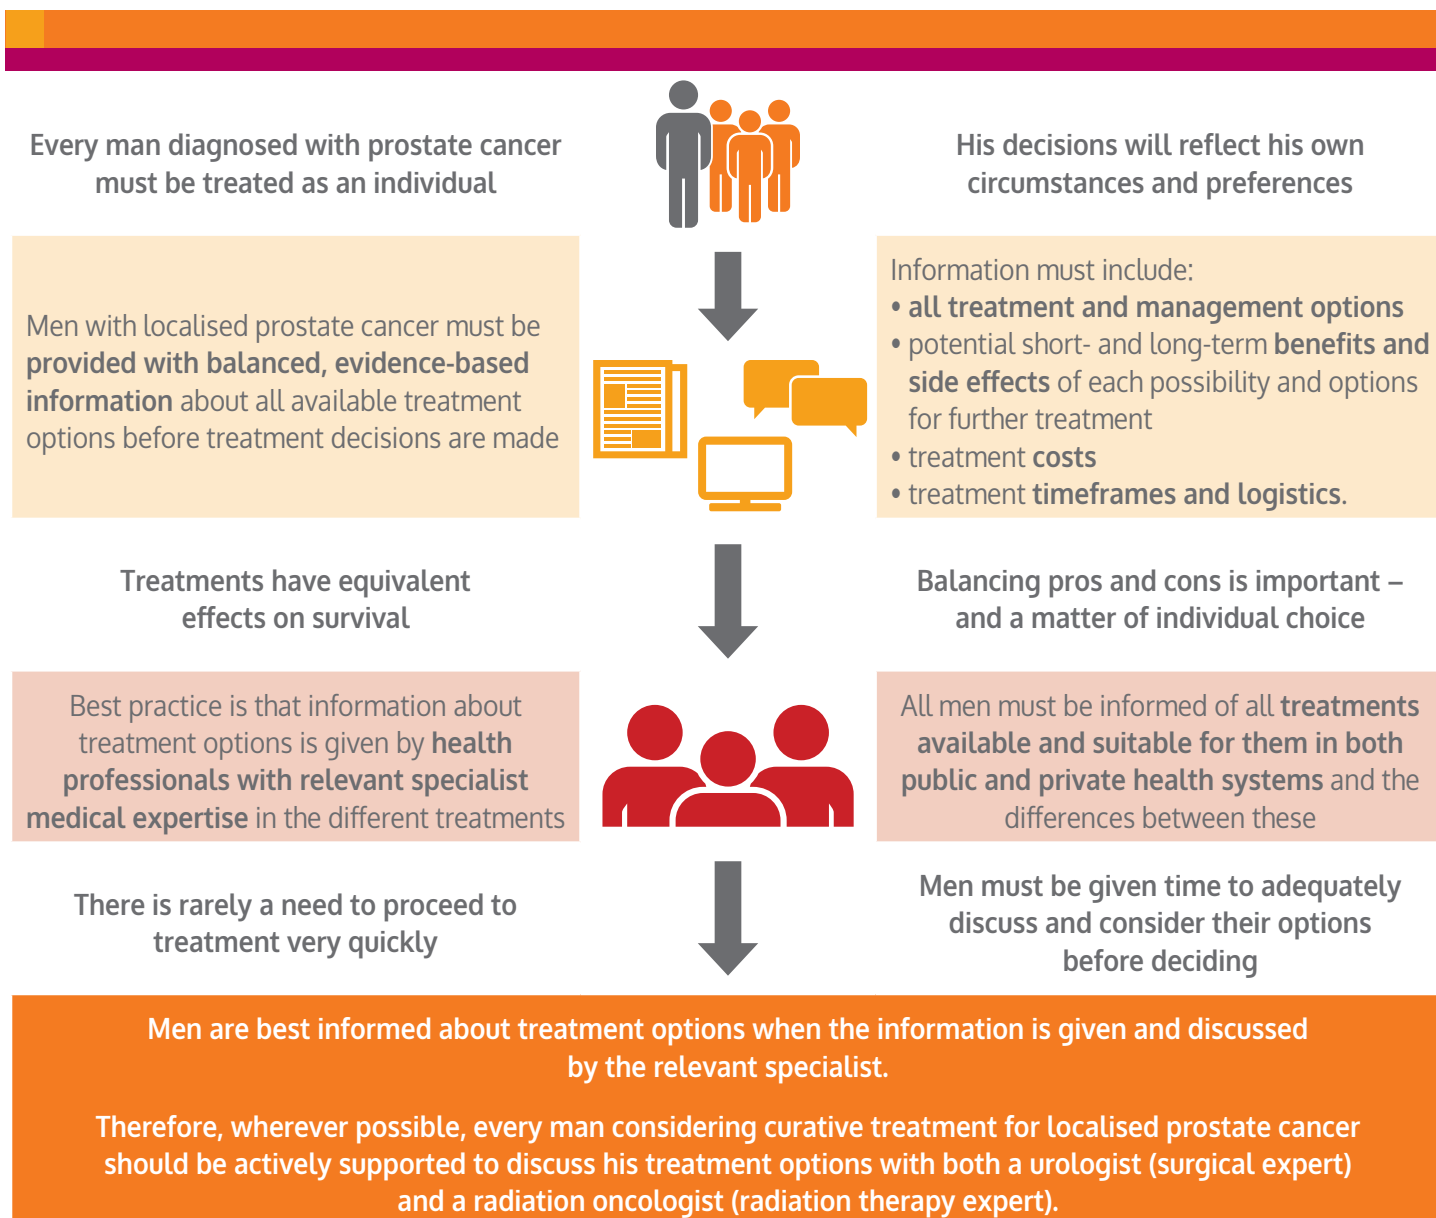 Every man diagnosed with prostate cancer
must be treated as an individual
His decisions will reflect his own
circumstances and preferences
Men with localised prostate cancer must be
provided with balanced, evidence-based
information about all available treatment
options before treatment decisions are made
Information must include:
• all treatment and management options
• potential short- and long-term benefits and
side effects of each possibility and options
for further treatment
• treatment costs
• treatment timeframes and logistics.
Treatments have equivalent
effects on survival
Balancing pros and cons is important –
and a matter of individual choice
Best practice is that information about
treatment options is given by health
professionals with relevant specialist
medical expertise in the different treatments
All men must be informed of all treatments
available and suitable for them in both
public and private health systems and the
differences between these
There is rarely a need to proceed to
treatment very quickly
Men must be given time to adequately
discuss and consider their options
before deciding
Men are best informed about treatment options when the information is given and discussed
by the relevant specialist.
Therefore, wherever possible, every man considering curative treatment for localised prostate cancer
should be actively supported to discuss his treatment options with both a urologist (surgical expert)
and a radiation oncologist (radiation therapy expert).